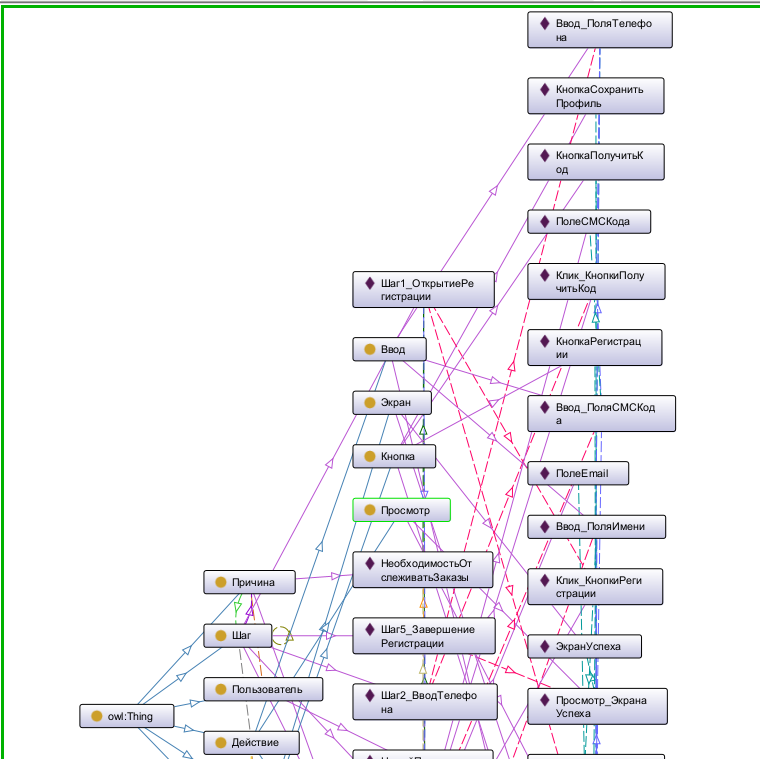 Ввод_ПоляТелефо
на
КнопкаСохранить
Профиль
КнопкаПолучитьК
од
ПолеСМСКода
Шаг1_ОткрытиеРе
гистрации
Клик_КнопкиПолу
читьКод
Ввод
КнопкаРегистрац
ии
Экран
Ввод_ПоляСМСКод
а
Кнопка
ПолеEmail
Просмотр
Ввод_ПоляИмени
НеобходимостьОт
слеживатьЗаказы
Причина
Клик_КнопкиРеги
страции
Шаг
Шаг5_Завершение
Регистрации
ЭкранУспеха
Пользователь
Шаг2_ВводТелефо
на
Просмотр_Экрана
Успеха
owl:Thing
Действие